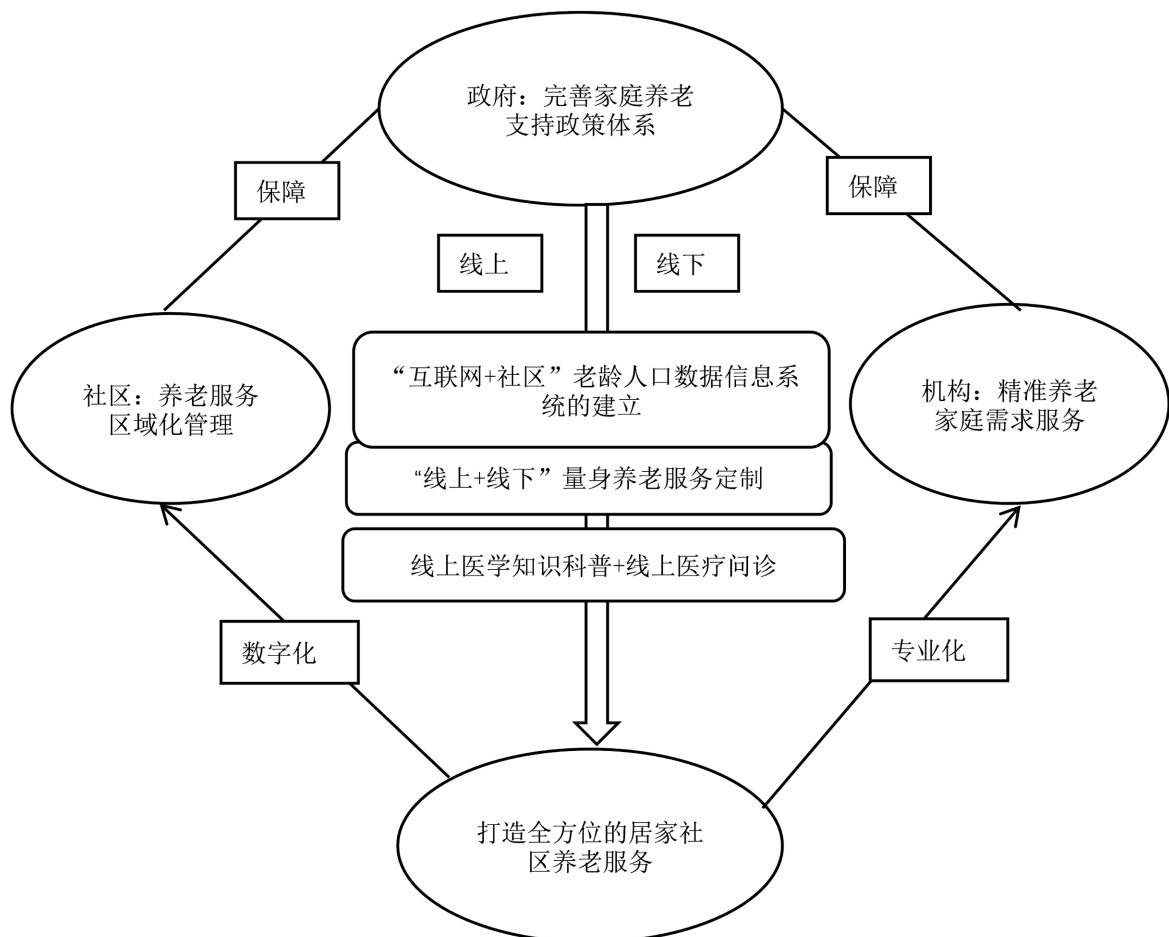 政府：完善家庭养老
支持政策体系
保障
保障
线上
线下
“互联网+社区”老龄人口数据信息系
统的建立
社区：养老服务
区域化管理
机构：精准养老
家庭需求服务
“线上+线下”量身养老服务定制
线上医学知识科普+线上医疗问诊
数字化
专业化
打造全方位的居家社
区养老服务